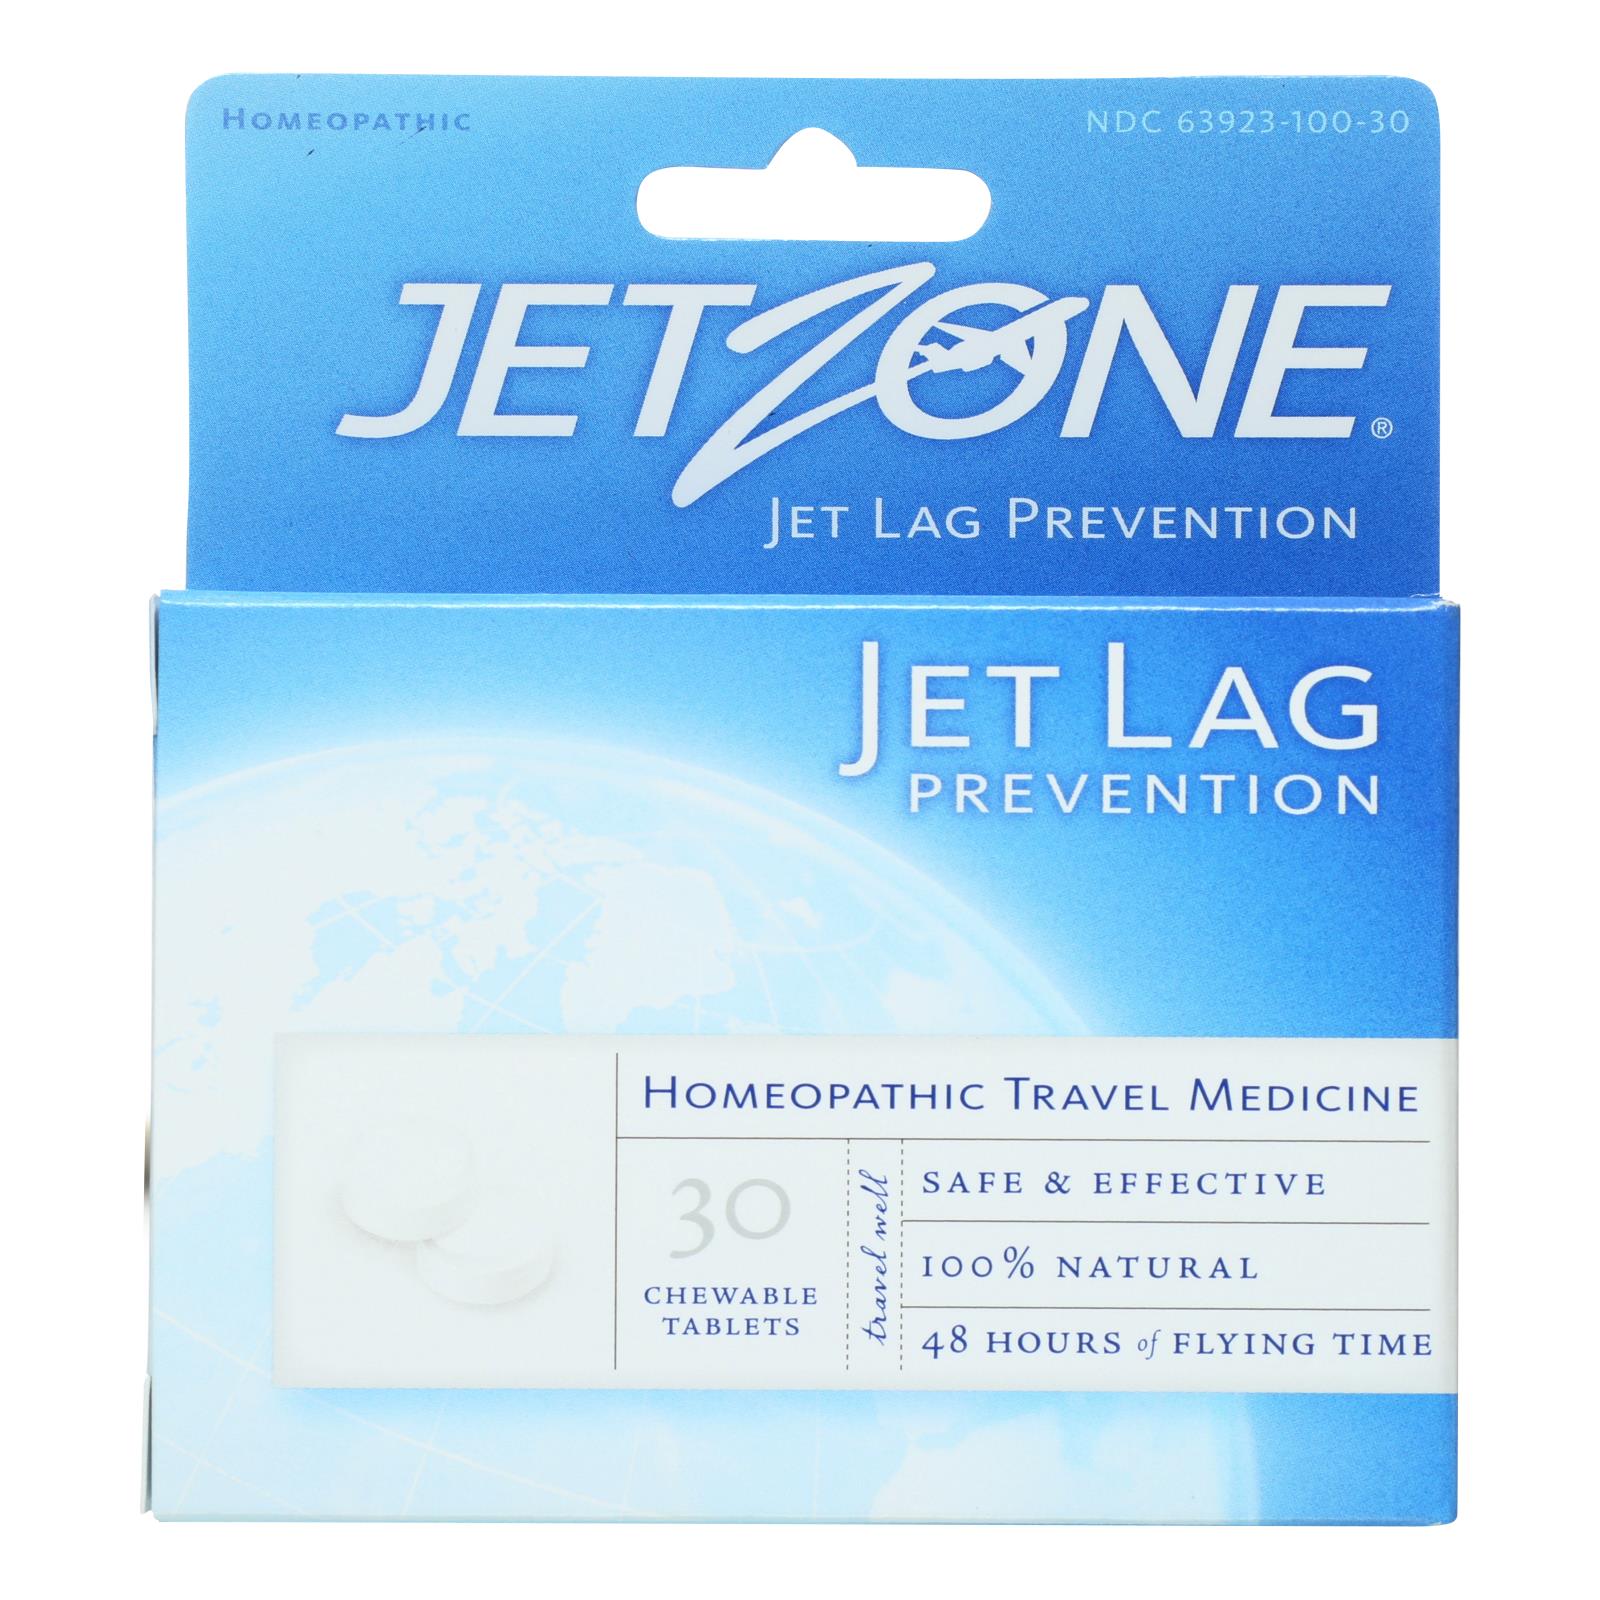 HOMEOPATHIC
NDC 63923-100-30
JETZONE®
JET LAG PREVENTION
JET LAG
PREVENTION
HOMEOPATHIC TRAVEL MEDICINE
30
CHEWABLE
TABLETS
travel well
SAFE & EFFECTIVE
100% NATURAL
48 HOURS of FLYING TIME